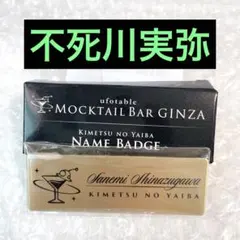 不死川実弥
ufotable
MOCKTAIL BAR GINZA
KIMETSU NO YAIBA
NAME BADGE
Sanemi Shinazugawa
KIMETSU NO YAIBA